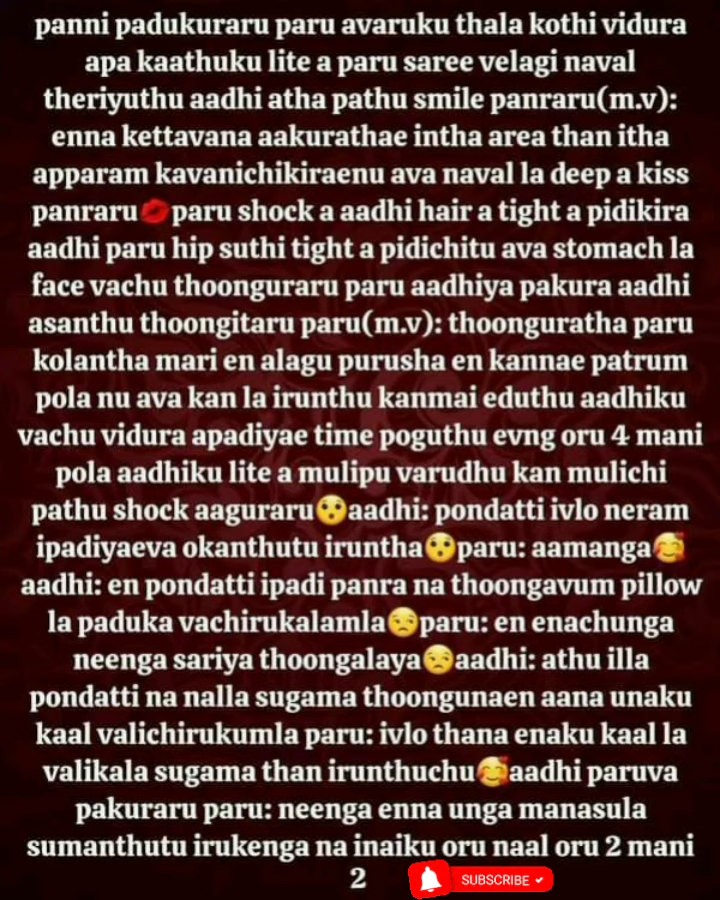 panni padukuraru paru avaruku thala kothi vidura
apa kaathuku lite a paru saree velagi naval
theriyuthu aadhi atha pathu smile panraru(m.v):
enna kettavana aakurathae intha area than itha
apparam kavanichikiraenu ava naval la deep a kiss
panraru💋paru shock a aadhi hair a tight a pidikira
aadhi paru hip suthi tight a pidichitu ava stomach la
face vachu thoonguraru paru aadhiya pakura aadhi
asanthu thoongitaru paru(m.v): thoonguratha paru
kolantha mari en alagu purusha en kannae patrum
pola nu ava kan la irunthu kanmai eduthu aadhiku
vachu vidura apadiyae time poguthu evng oru 4 mani
pola aadhiku lite a mulipu varudhu kan mulichi
pathu shock aaguraru😯aadhi: pondatti ivlo neram
ipadiyaeva okanthutu iruntha😯paru: aamanga🥰
aadhi: en pondatti ipadi panra na thoongavum pillow
la paduka vachirukalamla😒paru: en enachunga
neenga sariya thoongalaya😒aadhi: athu illa
pondatti na nalla sugama thoongunaen aana unaku
kaal valichirukumla paru: ivlo thana enaku kaal la
valikala sugama than irunthuchu🥰aadhi paruva
pakuraru paru: neenga enna unga manasula
sumanthutu irukenga na inaiku oru naal oru 2 mani
2
SUBSCRIBE